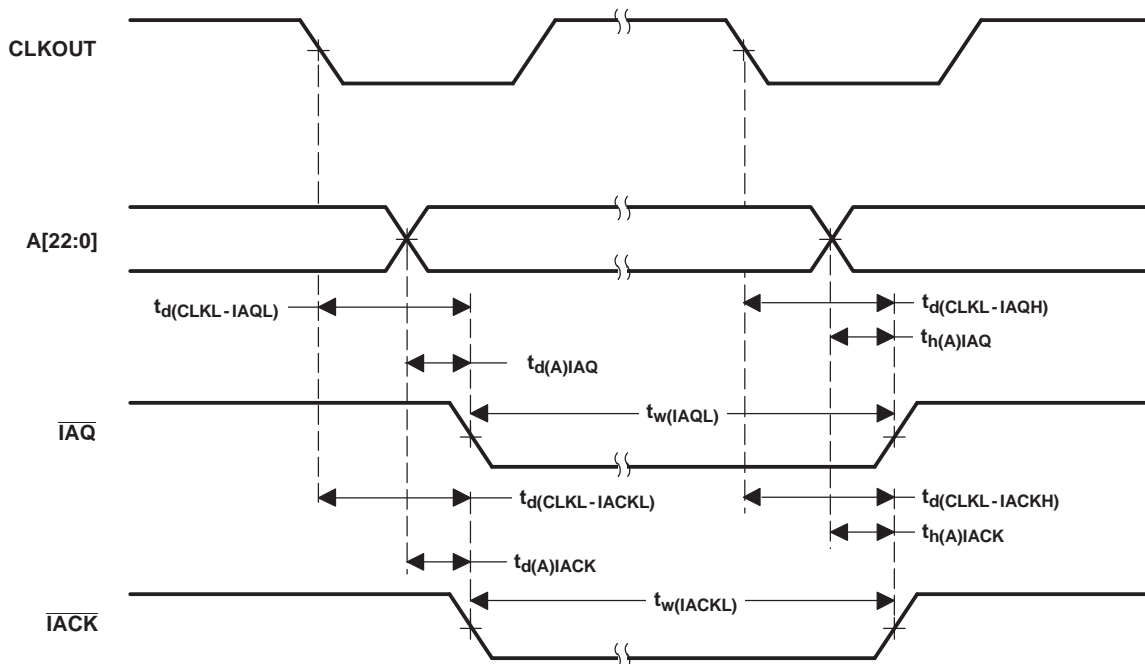 CLKOUT
A[22:0]
td(CLKL-IAQL)
td(CLKL-IAQH)
th(A)IAQ
td(A)IAQ
tw(IAQL)
IAQ
td(CLKL-IACKL)
td(CLKL-IACKH)
th(A)IACK
td(A)IACK
tw(IACKL)
IACK